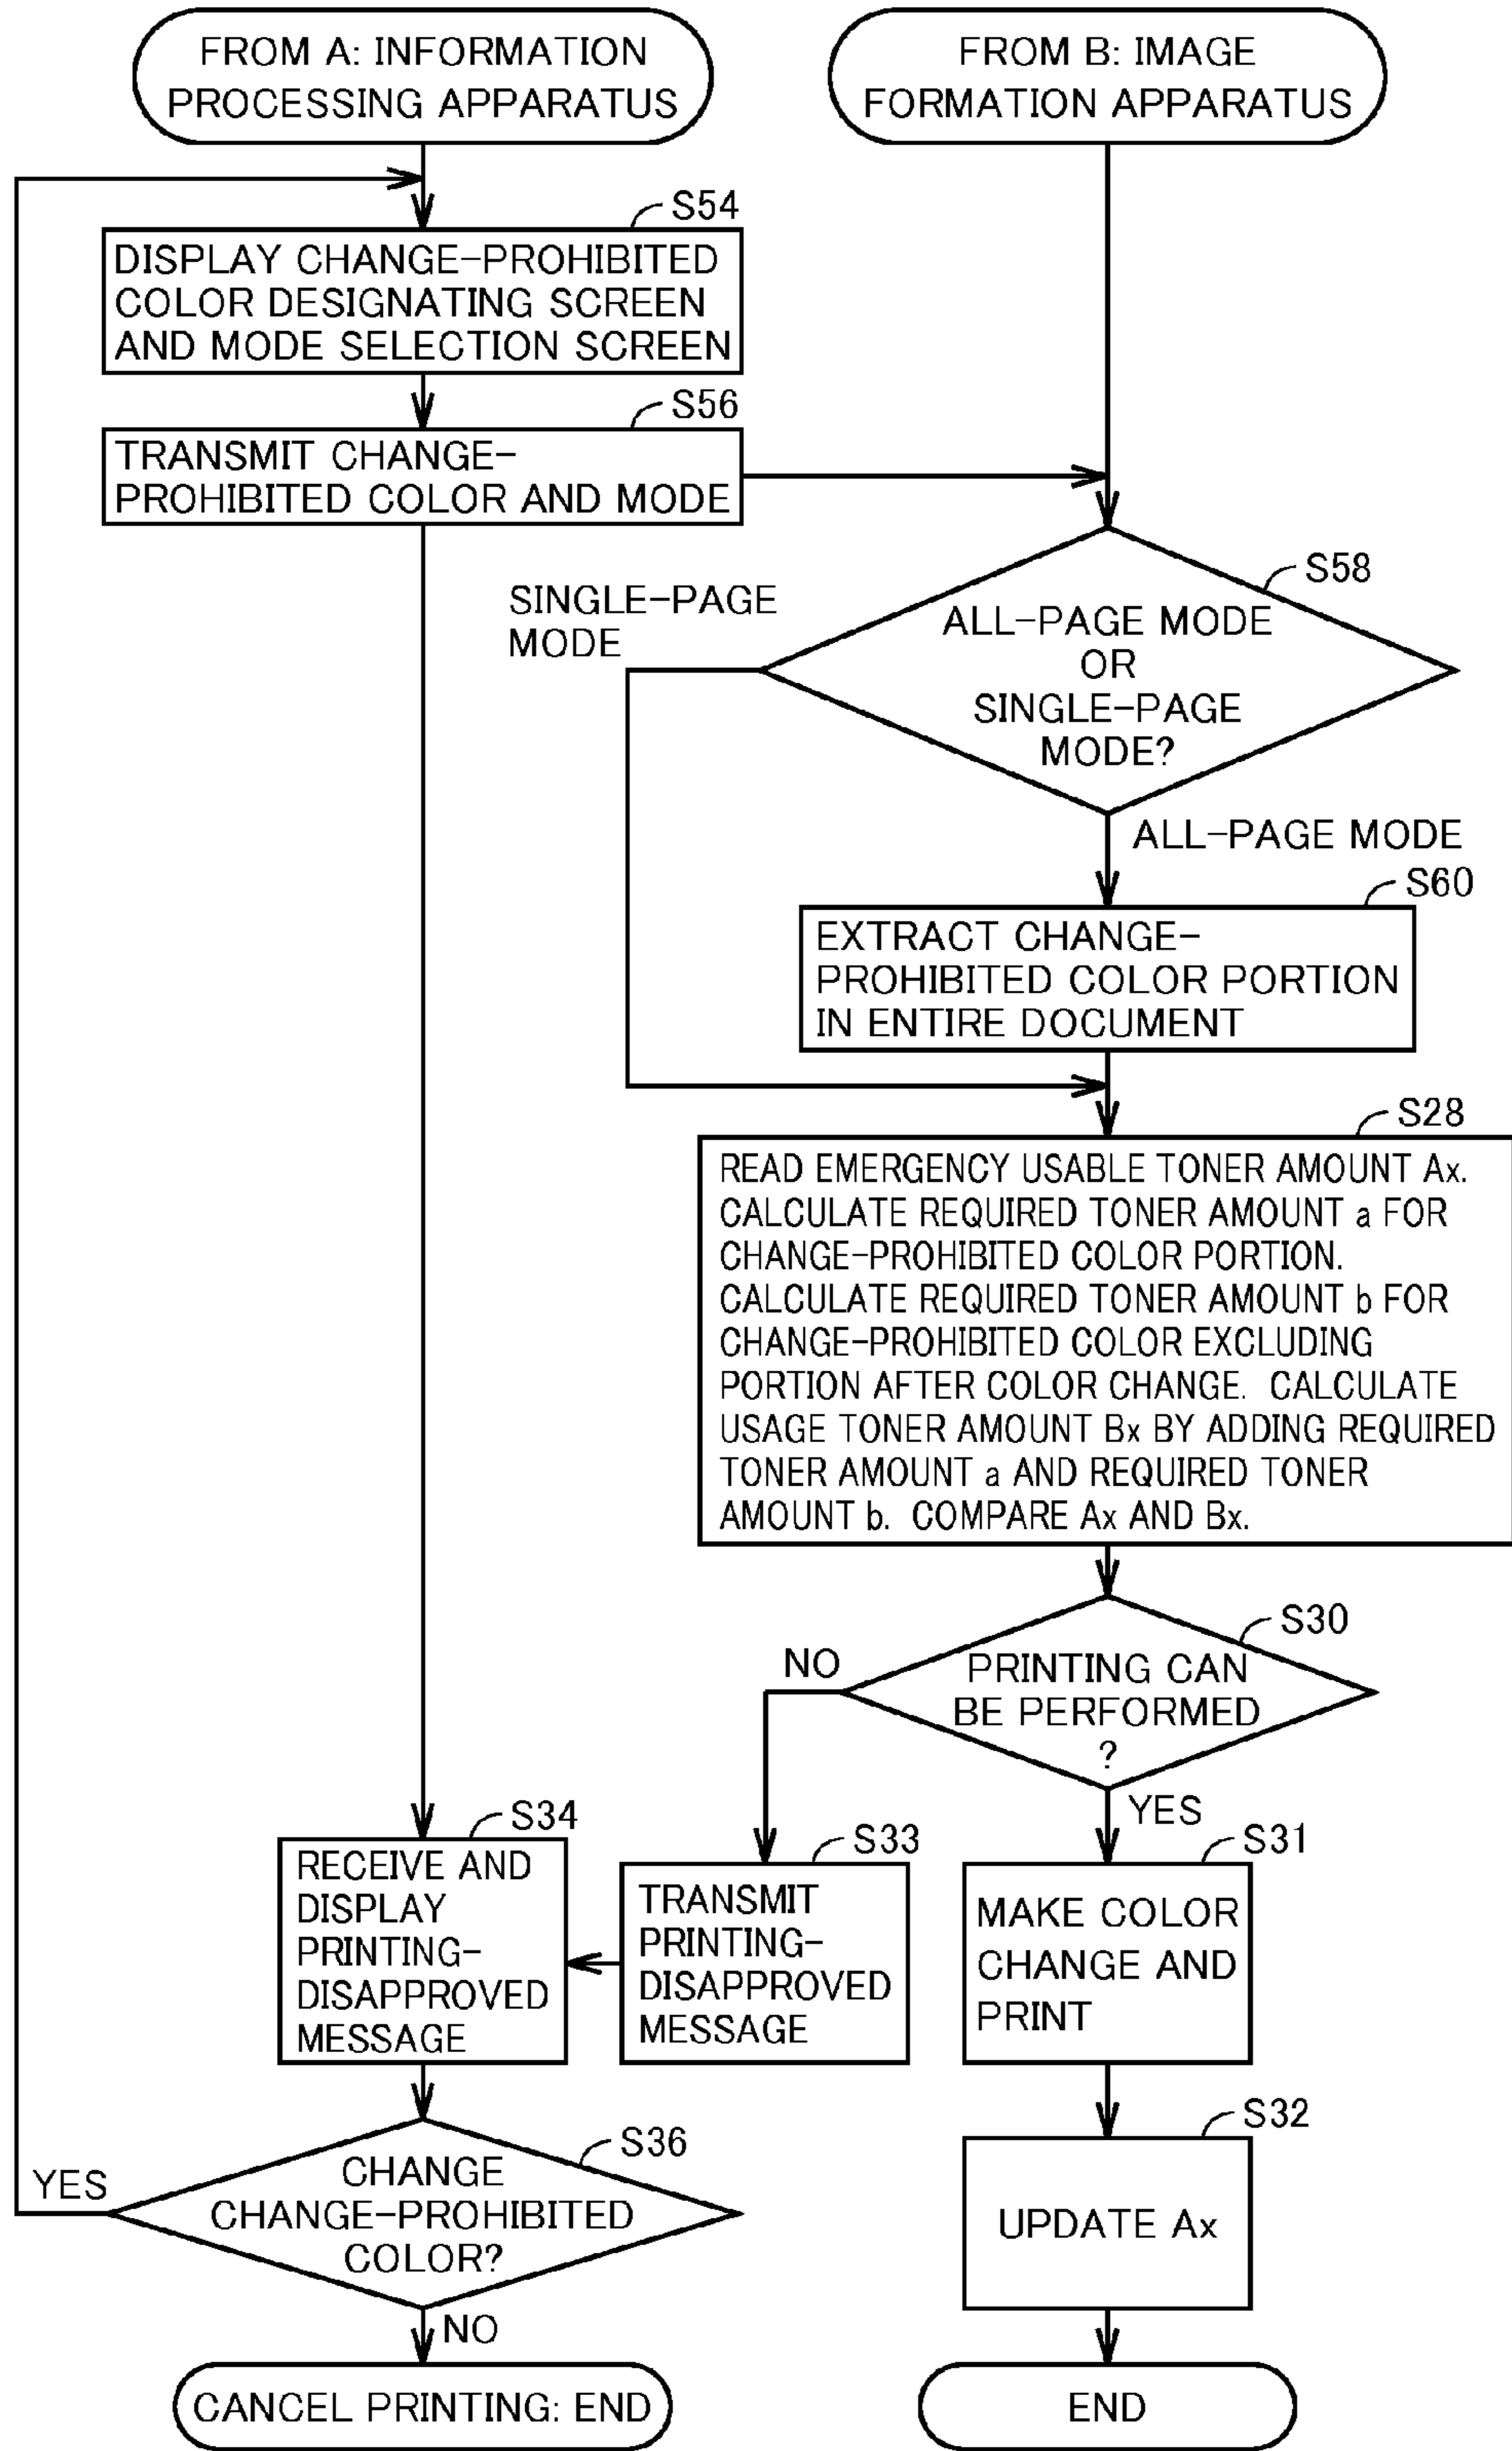 FROM A: INFORMATION
PROCESSING APPARATUS
FROM B: IMAGE
FORMATION APPARATUS
S54
DISPLAY CHANGE-PROHIBITED
COLOR DESIGNATING SCREEN
AND MODE SELECTION SCREEN
S56
TRANSMIT CHANGE-
PROHIBITED COLOR AND MODE
S58
SINGLE-PAGE
MODE
ALL-PAGE MODE
OR
SINGLE-PAGE
MODE?
ALL-PAGE MODE
S60
EXTRACT CHANGE-
PROHIBITED COLOR PORTION
IN ENTIRE DOCUMENT
S28
READ EMERGENCY USABLE TONER AMOUNT Ax.
CALCULATE REQUIRED TONER AMOUNT a FOR
CHANGE-PROHIBITED COLOR PORTION.
CALCULATE REQUIRED TONER AMOUNT b FOR
CHANGE-PROHIBITED COLOR EXCLUDING
PORTION AFTER COLOR CHANGE. CALCULATE
USAGE TONER AMOUNT Bx BY ADDING REQUIRED
TONER AMOUNT a AND REQUIRED TONER
AMOUNT b. COMPARE Ax AND Bx.
S30
NO
PRINTING CAN
BE PERFORMED
?
YES
S34
RECEIVE AND
DISPLAY
PRINTING-
DISAPPROVED
MESSAGE
S33
TRANSMIT
PRINTING-
DISAPPROVED
MESSAGE
S31
MAKE COLOR
CHANGE AND
PRINT
S36
YES
CHANGE
CHANGE-PROHIBITED
COLOR?
NO
S32
UPDATE Ax
CANCEL PRINTING: END
END